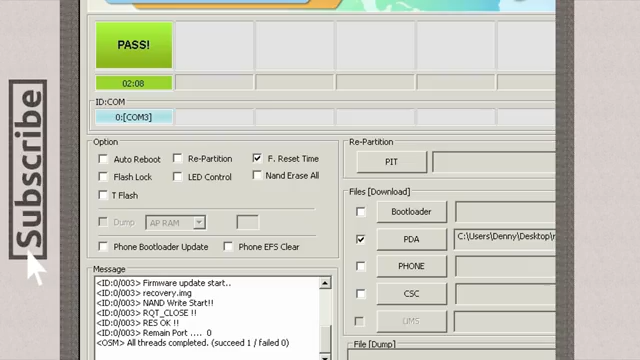 PASS!
02:08
ID:COM
0:[COM3]
Option
Auto Reboot
Re-Partition
F. Reset Time
Flash Lock
LED Control
Nand Erase All
T Flash
Dump
AP RAM
Phone Bootloader Update
Phone EFS Clear
Message
<ID:0/003> Firmware update start..
<ID:0/003> recovery.img
<ID:0/003> NAND Write Start!!
<ID:0/003> RQT_CLOSE !!
<ID:0/003> RES OK !!
<ID:0/003> Remain Port .... 0
<OSM> All threads completed. (succeed 1 / failed 0)
Re-Partition
PIT
Files [Download]
Bootloader
PDA
C:\Users\Denny\Desktop\r
PHONE
CSC
UMS
File [Dump]
Subscribe